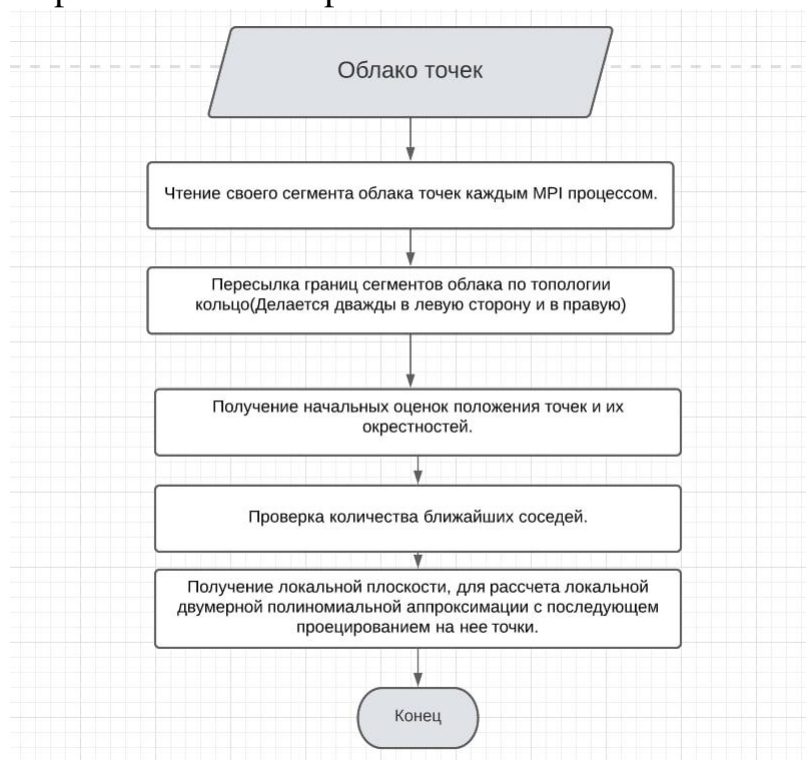 Облако точек
Чтение своего сегмента облака точек каждым MPI процессом.
Пересылка границ сегментов облака по топологии
кольцо(Делается дважды в левую сторону и в правую)
Получение начальных оценок положения точек и их
окрестностей.
Проверка количества ближайших соседей.
Получение локальной плоскости, для рассчета локальной
двумерной полиномиальной аппроксимации с последующем
проецированием на нее точки.
Конец